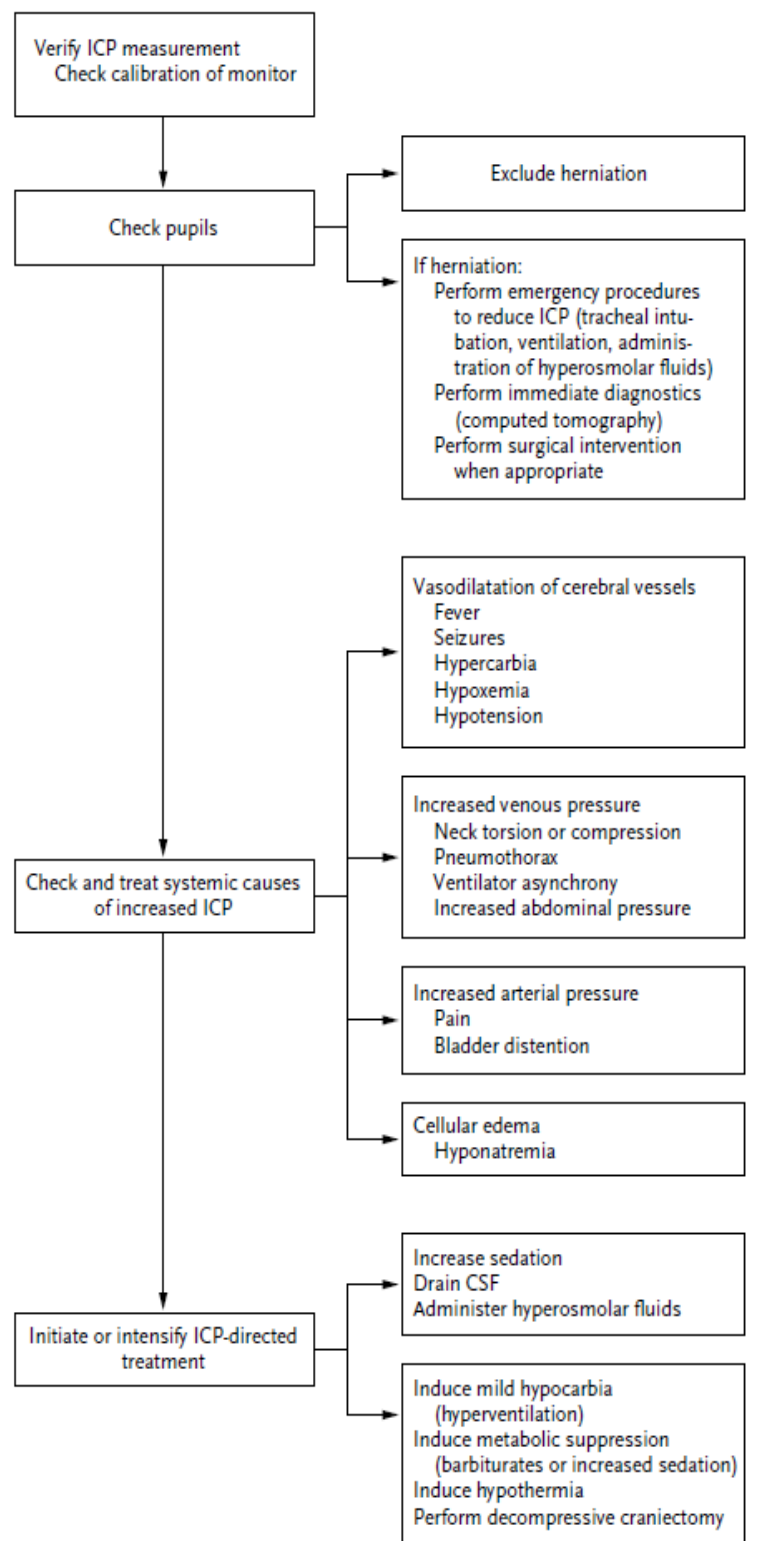 Verify ICP measurement
Check calibration of monitor
Check pupils
Exclude herniation
If herniation:
Perform emergency procedures
to reduce ICP (tracheal intu-
bation, ventilation, adminis-
tration of hyperosmolar fluids)
Perform immediate diagnostics
(computed tomography)
Perform surgical intervention
when appropriate
Check and treat systemic causes
of increased ICP
Vasodilatation of cerebral vessels
Fever
Seizures
Hypercarbia
Hypoxemia
Hypotension
Increased venous pressure
Neck torsion or compression
Pneumothorax
Ventilator asynchrony
Increased abdominal pressure
Increased arterial pressure
Pain
Bladder distention
Cellular edema
Hyponatremia
Initiate or intensify ICP-directed
treatment
Increase sedation
Drain CSF
Administer hyperosmolar fluids
Induce mild hypocarbia
(hyperventilation)
Induce metabolic suppression
(barbiturates or increased sedation)
Induce hypothermia
Perform decompressive craniectomy